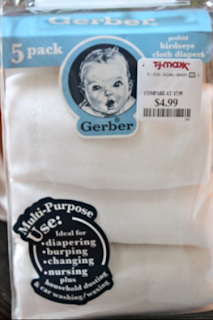 Gerber
5 pack
prefold
birdseye
cloth diapers
T.J.maxx
COMPARE AT $7.99
$4.99
Gerber
Multi-Purpose
Use:
Ideal for
• diapering
• burping
• changing
• nursing
plus
household dusting
& car washing/waxing